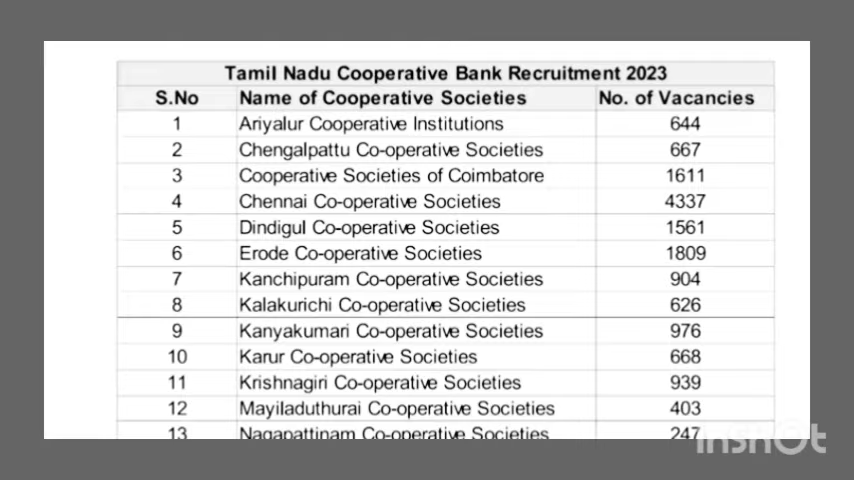 Tamil Nadu Cooperative Bank Recruitment 2023
S.No Name of Cooperative Societies No. of Vacancies
1 Ariyalur Cooperative Institutions 644
2 Chengalpattu Co-operative Societies 667
3 Cooperative Societies of Coimbatore 1611
4 Chennai Co-operative Societies 4337
5 Dindigul Co-operative Societies 1561
6 Erode Co-operative Societies 1809
7 Kanchipuram Co-operative Societies 904
8 Kalakurichi Co-operative Societies 626
9 Kanyakumari Co-operative Societies 976
10 Karur Co-operative Societies 668
11 Krishnagiri Co-operative Societies 939
12 Mayiladuthurai Co-operative Societies 403
13 Nagapattinam Co-operative Societies 247
InShOt